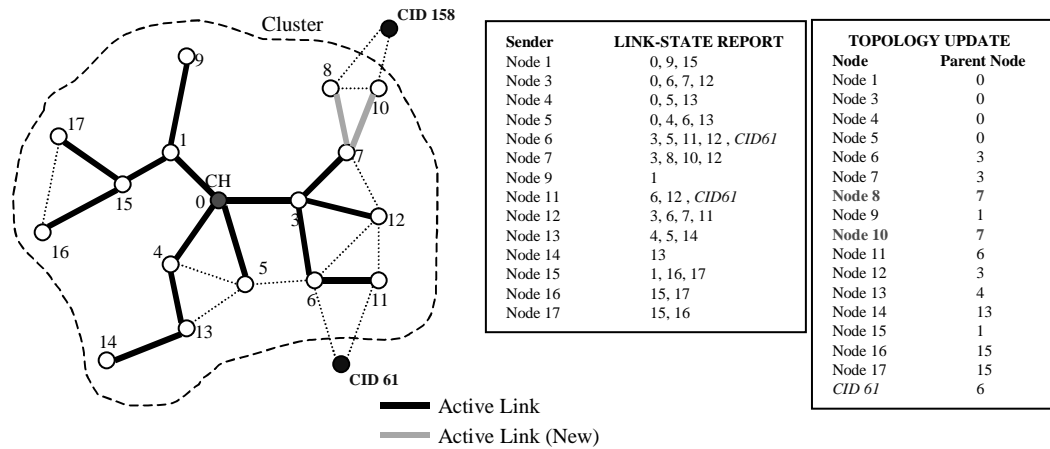 Cluster
CID 158
9
8
10
17
1
7
CH
0
15
3
12
16
4
5
6
11
14
13
CID 61
Active Link
Active Link (New)
Sender LINK-STATE REPORT
Node 1 0, 9, 15
Node 3 0, 6, 7, 12
Node 4 0, 5, 13
Node 5 0, 4, 6, 13
Node 6 3, 5, 11, 12 , CID61
Node 7 3, 8, 10, 12
Node 9 1
Node 11 6, 12 , CID61
Node 12 3, 6, 7, 11
Node 13 4, 5, 14
Node 14 13
Node 15 1, 16, 17
Node 16 15, 17
Node 17 15, 16
TOPOLOGY UPDATE
Node Parent Node
Node 1 0
Node 3 0
Node 4 0
Node 5 0
Node 6 3
Node 7 3
Node 8 7
Node 9 1
Node 10 7
Node 11 6
Node 12 3
Node 13 4
Node 14 13
Node 15 1
Node 16 15
Node 17 15
CID 61 6